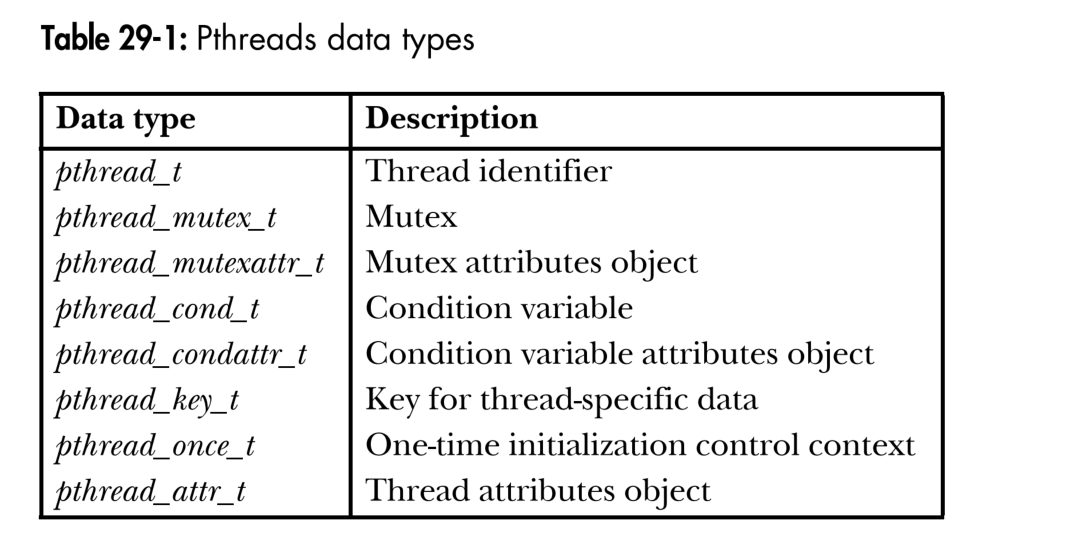 Table 29-1: Pthreads data types
Data type Description
pthread_t Thread identifier
pthread_mutex_t Mutex
pthread_mutexattr_t Mutex attributes object
pthread_cond_t Condition variable
pthread_condattr_t Condition variable attributes object
pthread_key_t Key for thread-specific data
pthread_once_t One-time initialization control context
pthread_attr_t Thread attributes object